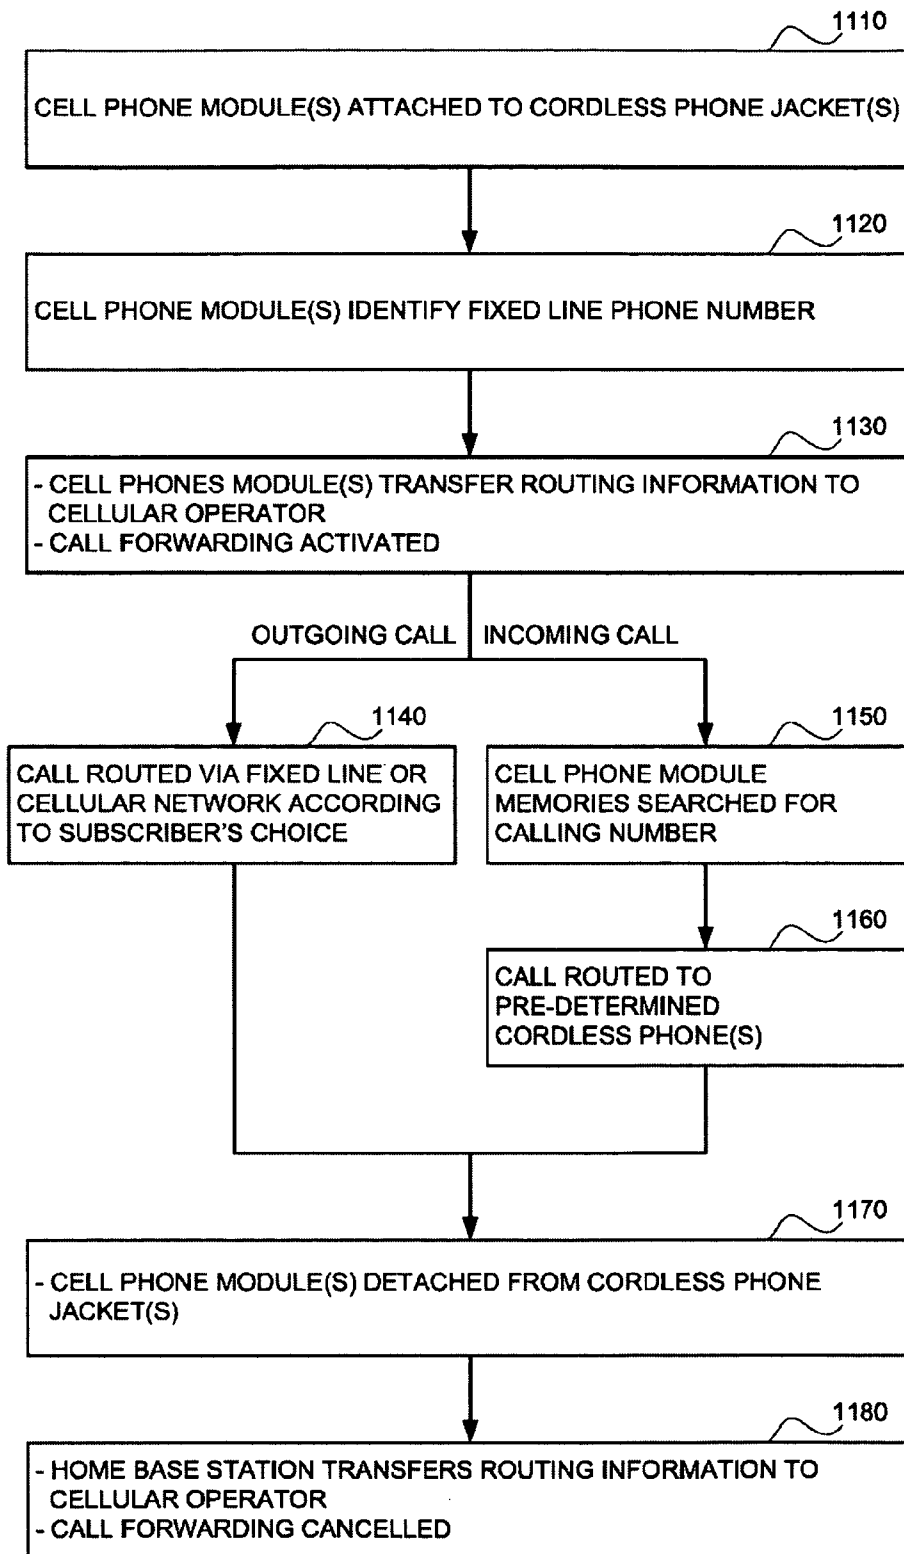 1110
CELL PHONE MODULE(S) ATTACHED TO CORDLESS PHONE JACKET(S)
1120
CELL PHONE MODULE(S) IDENTIFY FIXED LINE PHONE NUMBER
1130
- CELL PHONES MODULE(S) TRANSFER ROUTING INFORMATION TO
CELLULAR OPERATOR
- CALL FORWARDING ACTIVATED
OUTGOING CALL
INCOMING CALL
1140
CALL ROUTED VIA FIXED LINE OR
CELLULAR NETWORK ACCORDING
TO SUBSCRIBER'S CHOICE
1150
CELL PHONE MODULE
MEMORIES SEARCHED FOR
CALLING NUMBER
1160
CALL ROUTED TO
PRE-DETERMINED
CORDLESS PHONE(S)
1170
- CELL PHONE MODULE(S) DETACHED FROM CORDLESS PHONE
JACKET(S)
1180
- HOME BASE STATION TRANSFERS ROUTING INFORMATION TO
CELLULAR OPERATOR
- CALL FORWARDING CANCELLED